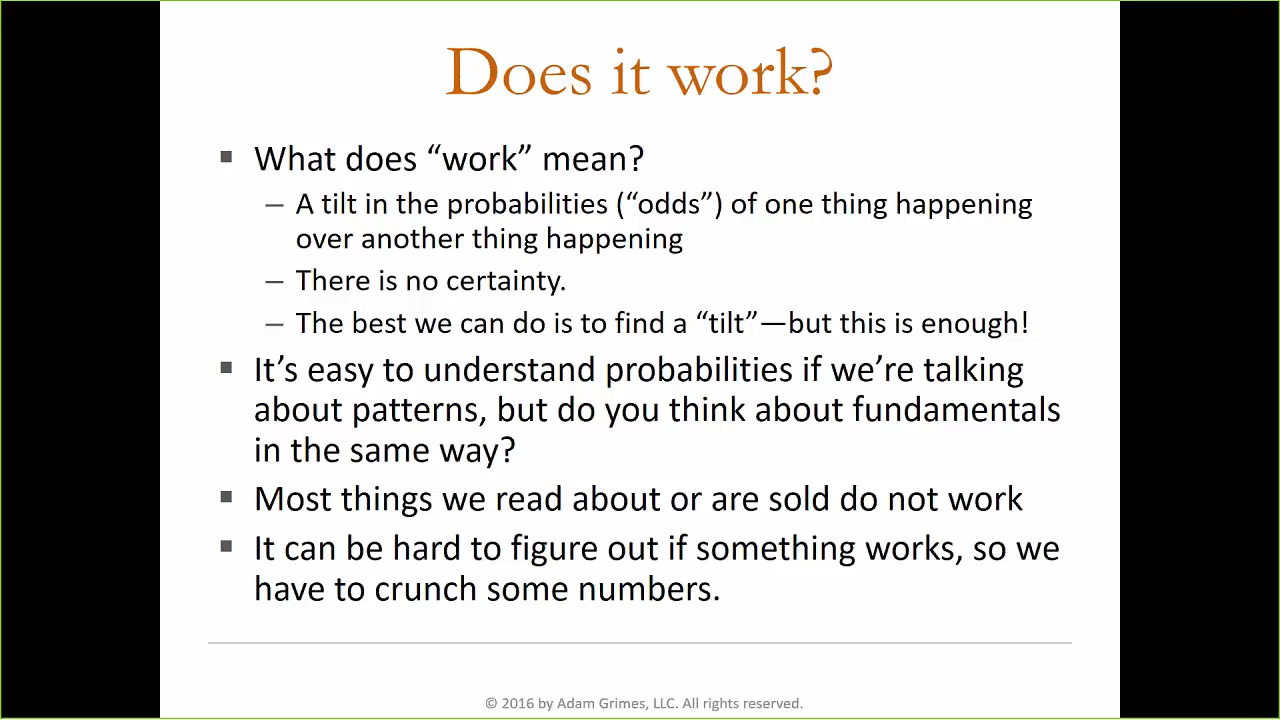 Does it work?
▪ What does “work” mean?
– A tilt in the probabilities (“odds”) of one thing happening
over another thing happening
– There is no certainty.
– The best we can do is to find a “tilt”—but this is enough!
▪ It’s easy to understand probabilities if we’re talking
about patterns, but do you think about fundamentals
in the same way?
▪ Most things we read about or are sold do not work
▪ It can be hard to figure out if something works, so we
have to crunch some numbers.
© 2016 by Adam Grimes, LLC. All rights reserved.